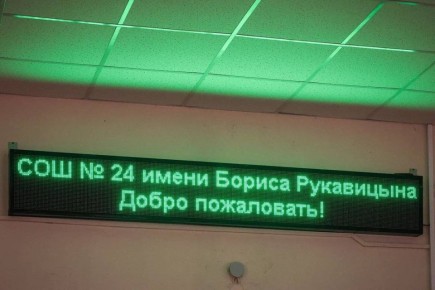 СОШ № 24 имени Бориса Рукавицына
Добро пожаловать!